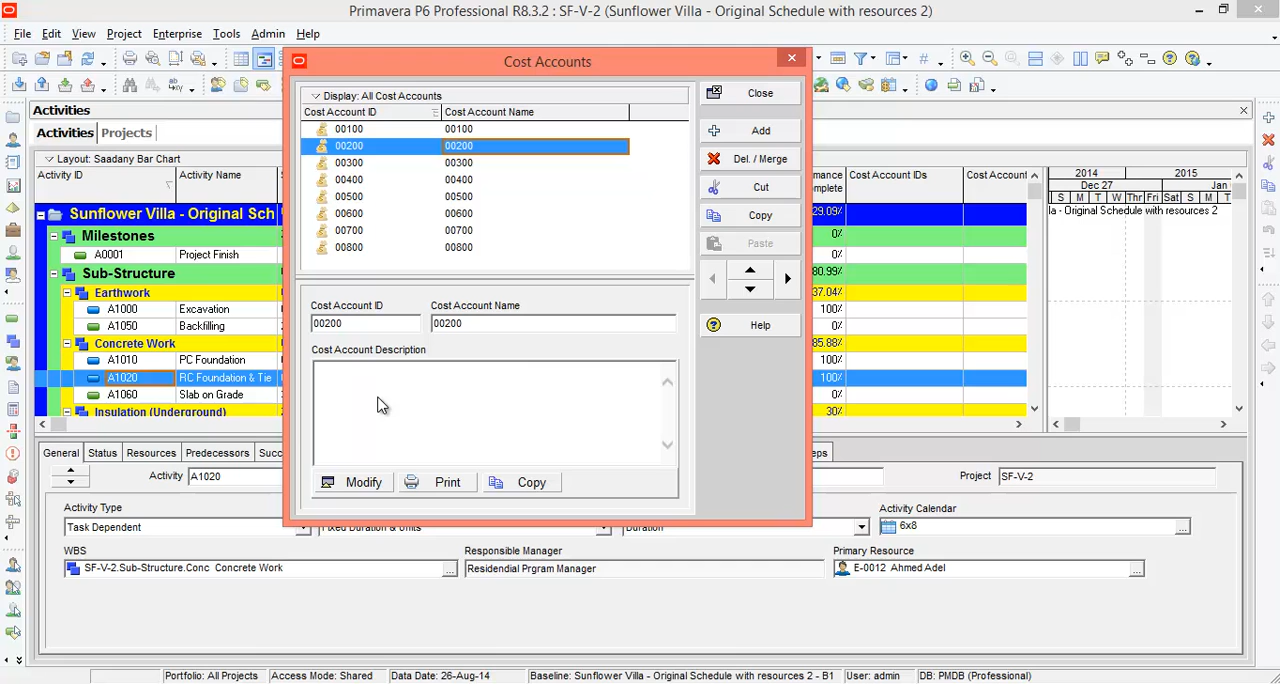 Primavera P6 Professional R8.3.2 : SF-V-2 (Sunflower Villa - Original Schedule with resources 2)
File Edit View Project Enterprise Tools Admin Help
Activities
Activities Projects
Layout: Saadany Bar Chart
Activity ID Activity Name
Cost Account IDs Cost Account
2014 2015
Dec 27 Jan
S M T W Thr Fri Sat S M T
Sunflower Villa - Original Sch 29.09%
lla - Original Schedule with resources 2
Milestones 0%
A0001 Project Finish 0%
Sub-Structure 80.99%
Earthwork 37.04%
A1000 Excavation 100%
A1050 Backfilling 0%
Concrete Work 85.88%
A1010 PC Foundation 100%
A1020 RC Foundation & Tie 100%
A1060 Slab on Grade 0%
Insulation (Underground) 30%
Cost Accounts
Display: All Cost Accounts
Cost Account ID Cost Account Name
00100 00100
00200 00200
00300 00300
00400 00400
00500 00500
00600 00600
00700 00700
00800 00800
Close
Add
Del. / Merge
Cut
Copy
Paste
Help
Cost Account ID Cost Account Name
00200 00200
Cost Account Description
Modify Print Copy
General Status Resources Predecessors Succ
eps
Activity A1020
Project SF-V-2
Activity Type
Task Dependent
Fixed Duration & Units
Duration
Activity Calendar
6x8
WBS
SF-V-2.Sub-Structure.Conc Concrete Work
Responsible Manager
Residential Prgram Manager
Primary Resource
E-0012 Ahmed Adel
Portfolio: All Projects Access Mode: Shared Data Date: 26-Aug-14 Baseline: Sunflower Villa - Original Schedule with resources 2 - B1 User: admin DB: PMDB (Professional)